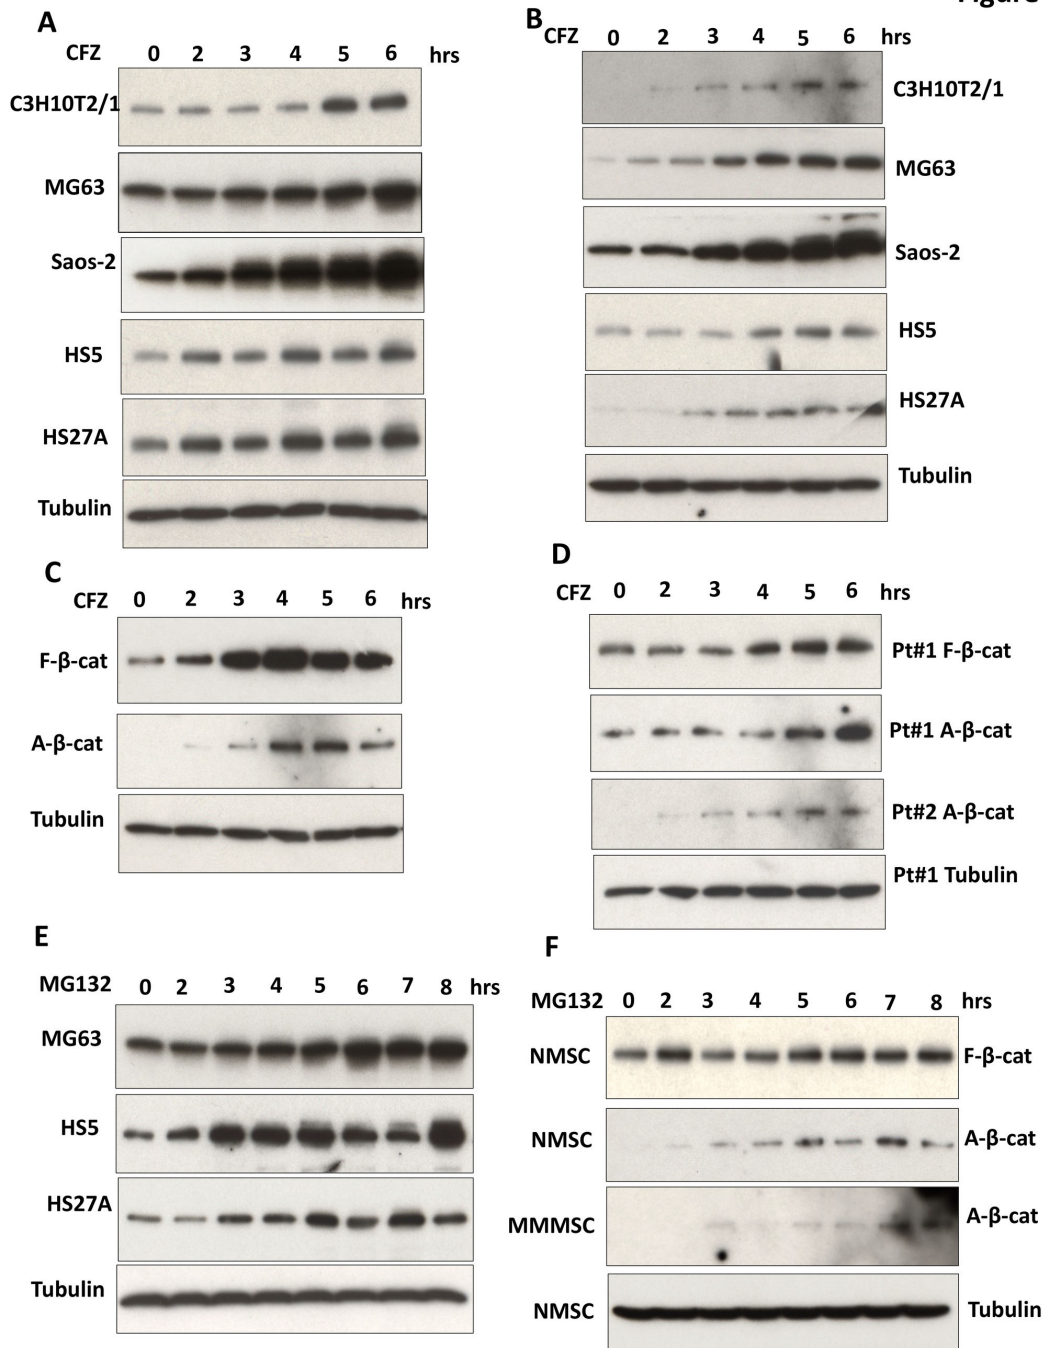 Figure
A
CFZ 0 2 3 4 5 6 hrs
C3H10T2/1
MG63
Saos-2
HS5
HS27A
Tubulin
B
CFZ 0 2 3 4 5 6 hrs
C3H10T2/1
MG63
Saos-2
HS5
HS27A
Tubulin
C
CFZ 0 2 3 4 5 6 hrs
F-β-cat
A-β-cat
Tubulin
D
CFZ 0 2 3 4 5 6 hrs
Pt#1 F-β-cat
Pt#1 A-β-cat
Pt#2 A-β-cat
Pt#1 Tubulin
E
MG132 0 2 3 4 5 6 7 8 hrs
MG63
HS5
HS27A
Tubulin
F
MG132 0 2 3 4 5 6 7 8 hrs
NMSC F-β-cat
NMSC A-β-cat
MMMSC A-β-cat
NMSC Tubulin